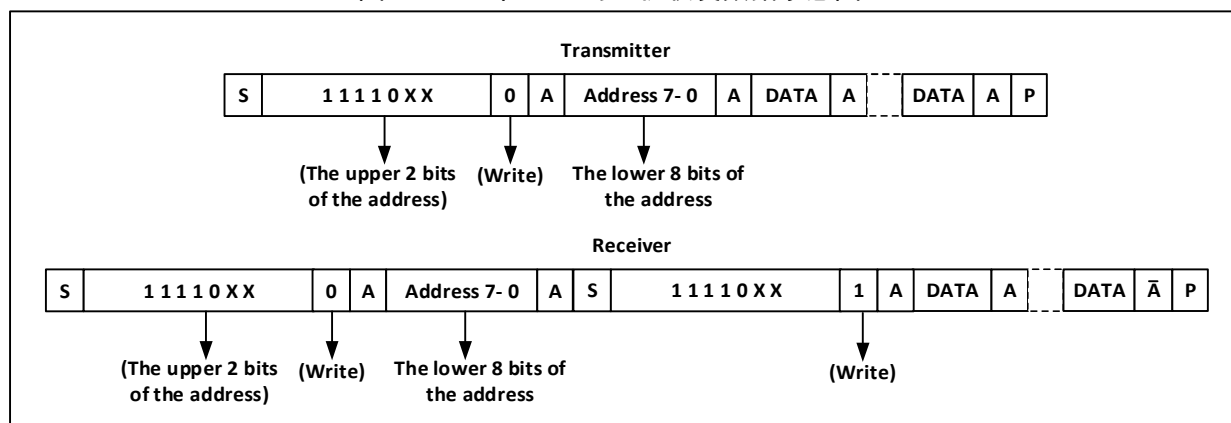 Transmitter
S 1 1 1 1 0 X X 0 A Address 7- 0 A DATA A DATA A P
(The upper 2 bits
of the address)
(Write)
The lower 8 bits of
the address
Receiver
S 1 1 1 1 0 X X 0 A Address 7- 0 A S 1 1 1 1 0 X X 1 A DATA A DATA Ā P
(The upper 2 bits
of the address)
(Write)
The lower 8 bits of
the address
(Write)